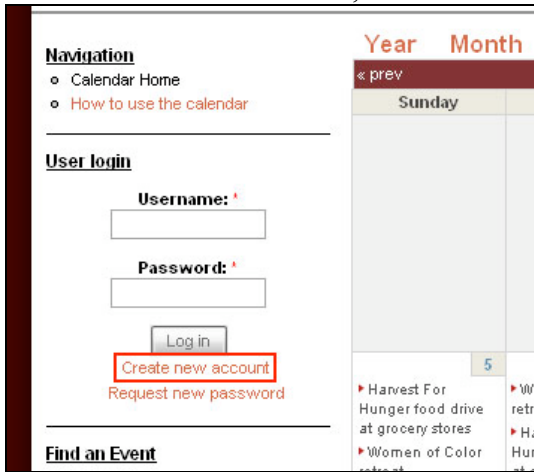 Navigation
Calendar Home
How to use the calendar
User login
Username: *
Password: *
Log in
Create new account
Request new password
Find an Event
Year Month
« prev
Sunday
5
Harvest For
Hunger food drive
at grocery stores
Women of Color